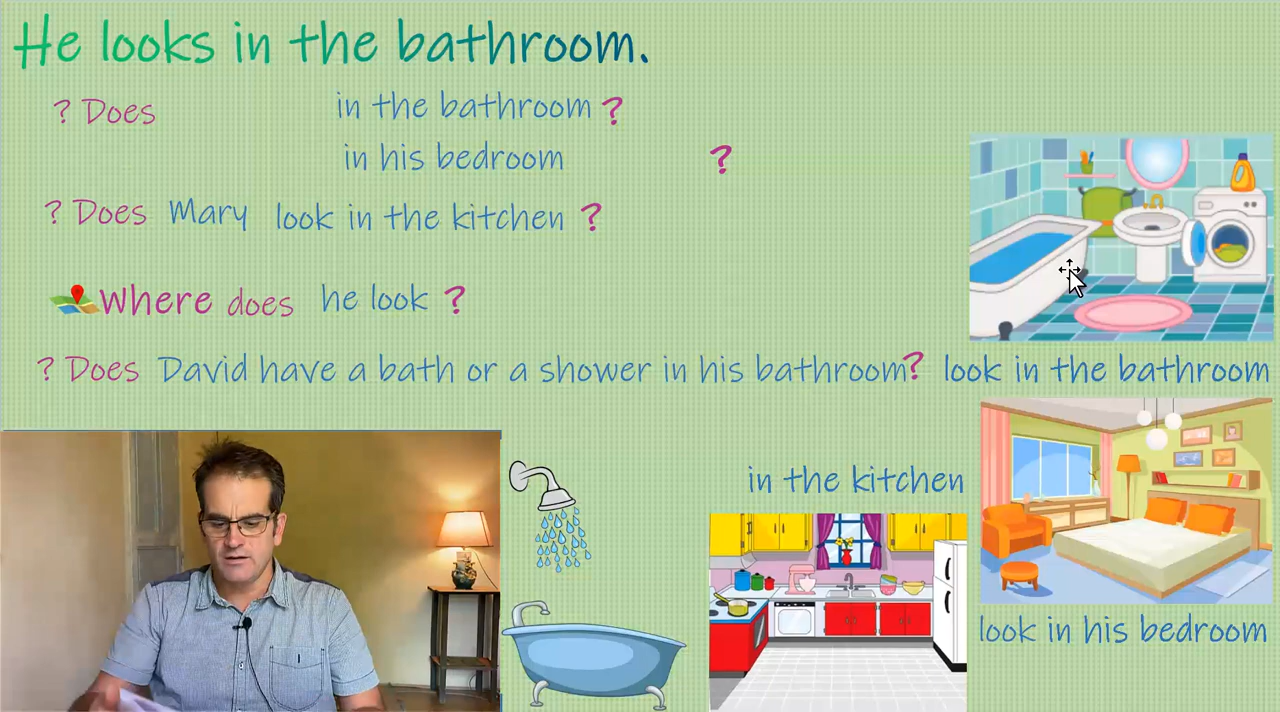 He looks in the bathroom.
? Does in the bathroom ?
in his bedroom ?
? Does Mary look in the kitchen ?
Where does he look ?
? Does David have a bath or a shower in his bathroom? look in the bathroom
in the kitchen
look in his bedroom